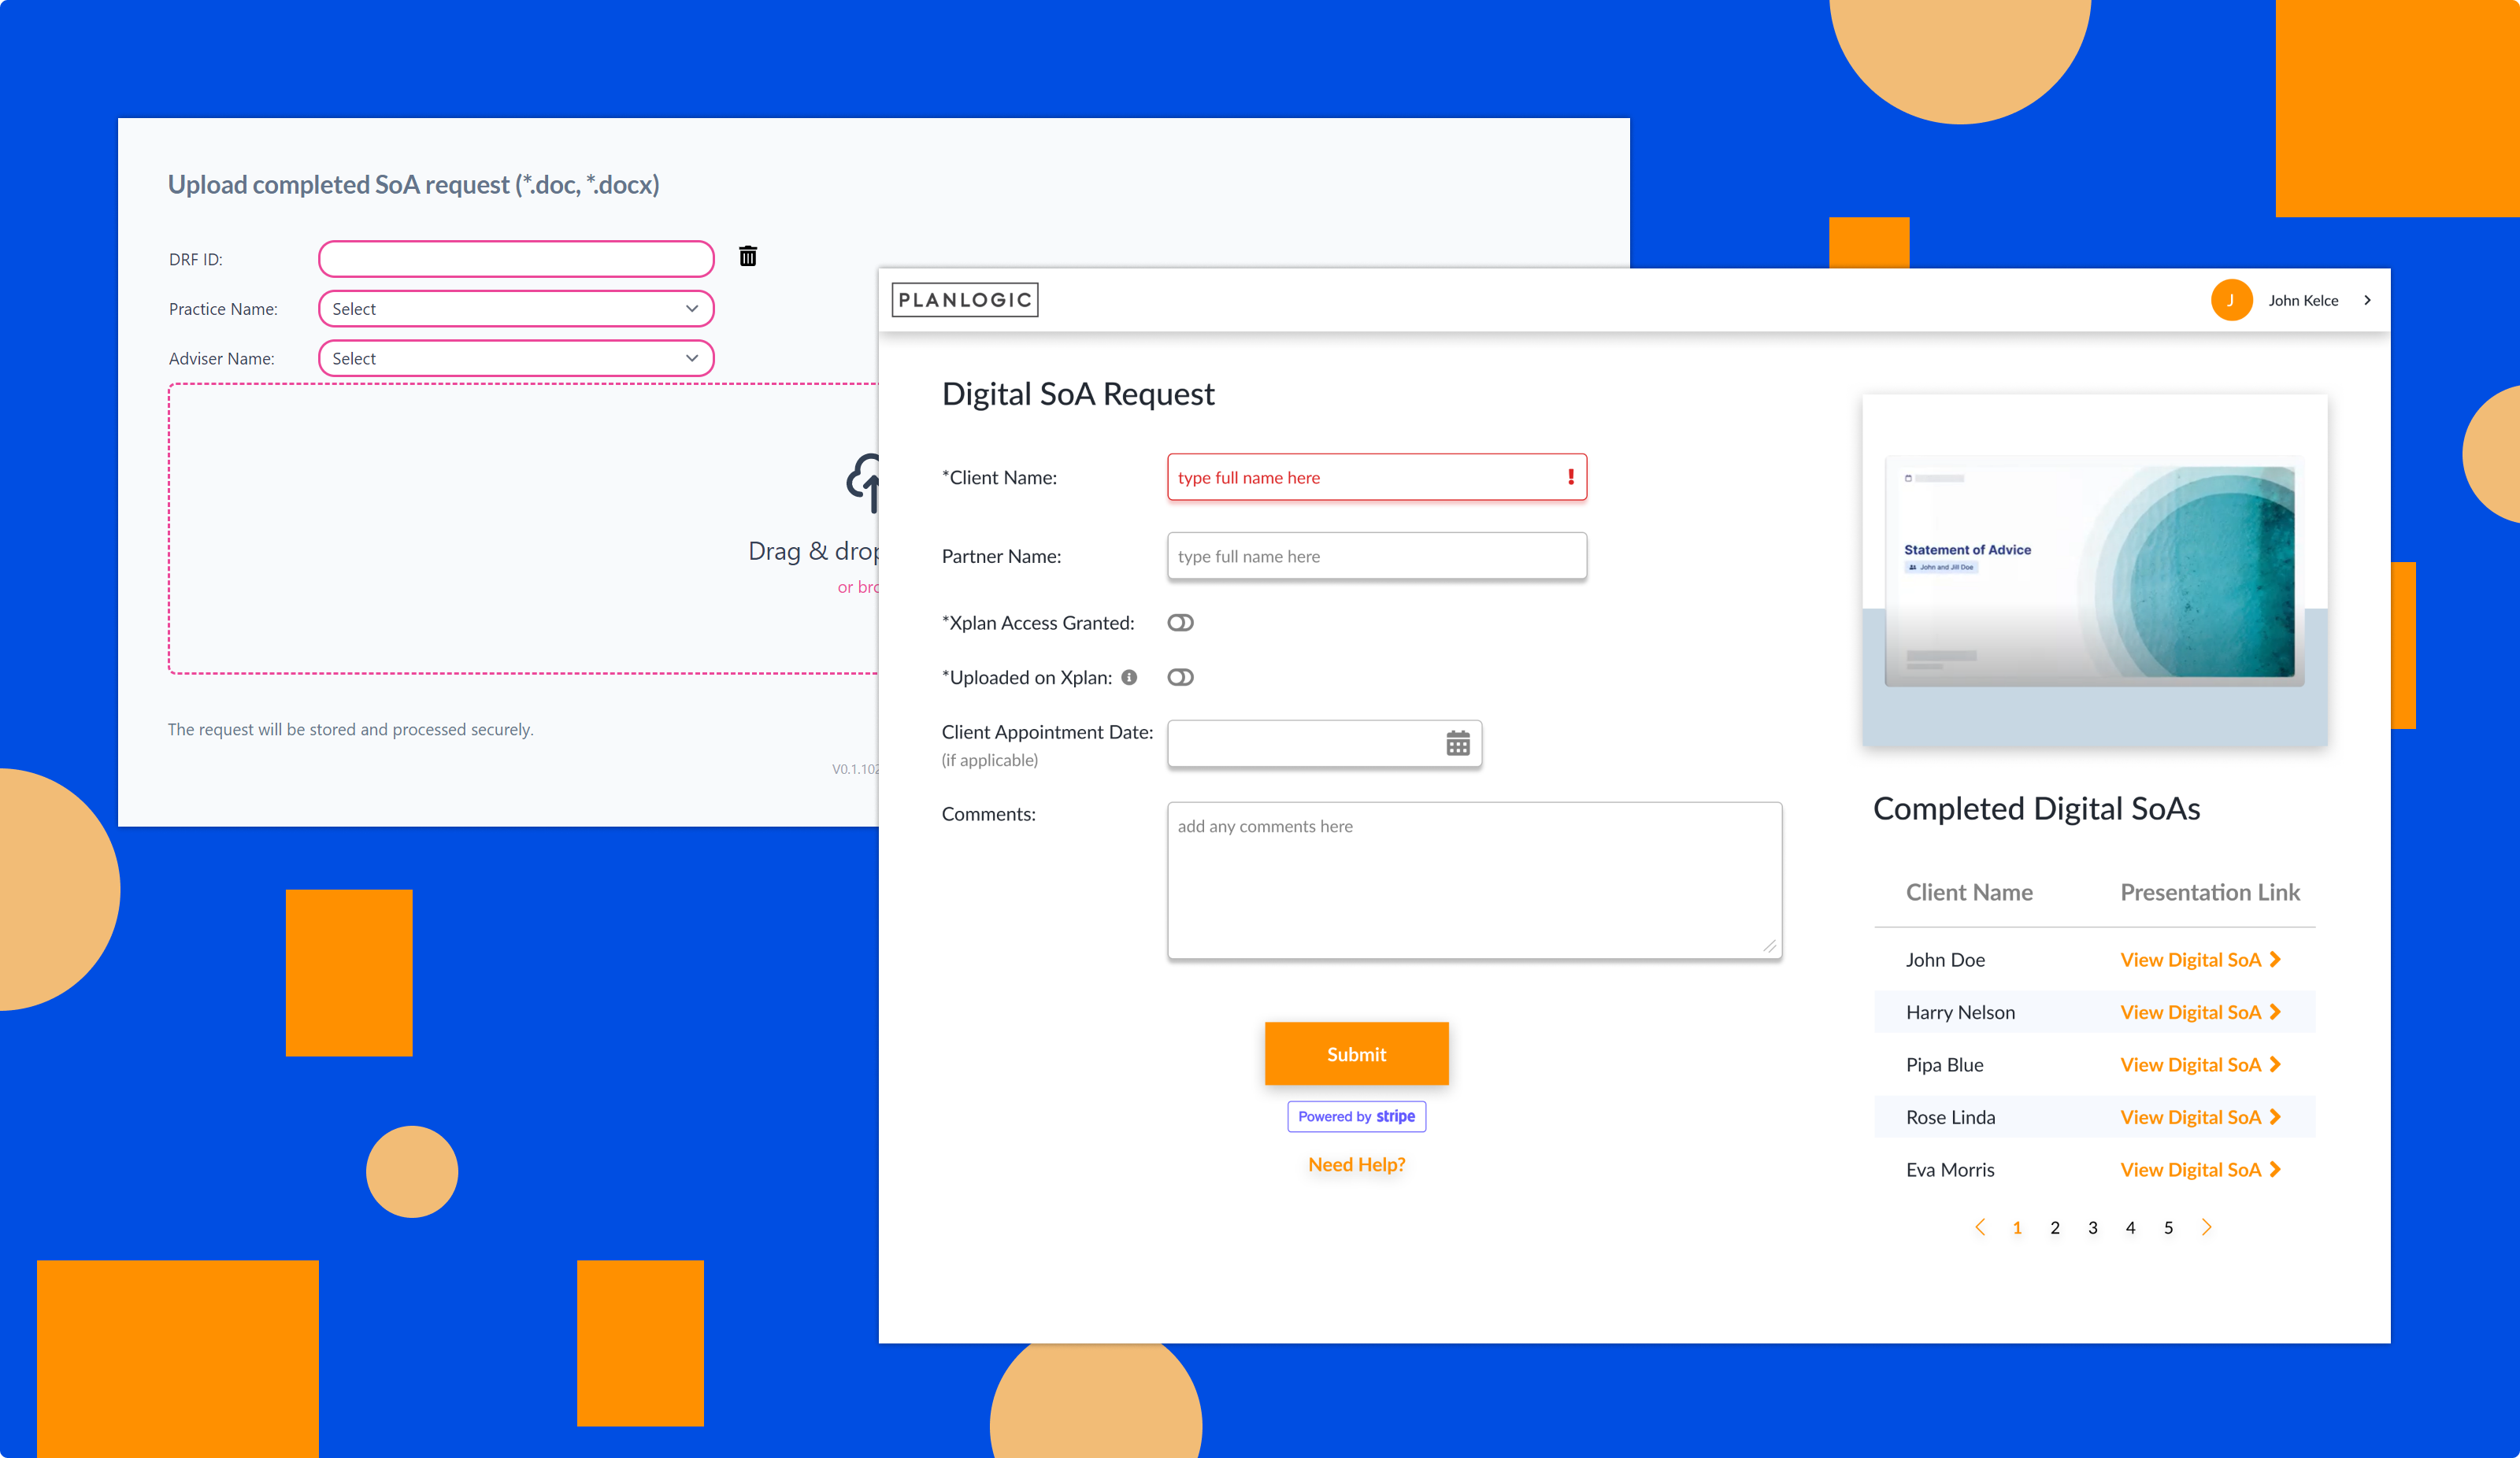 Upload completed SoA request (*.doc, *.docx)
DRF ID:
Practice Name: Select
Adviser Name: Select
Drag & drop
or bro
The request will be stored and processed securely.
V0.1.102
PLANLOGIC
J John Kelce
Digital SoA Request
*Client Name: type full name here
Partner Name: type full name here
*Xplan Access Granted:
*Uploaded on Xplan:
Client Appointment Date:
(if applicable)
Comments: add any comments here
Submit
Powered by stripe
Need Help?
Statement of Advice
John and Jill Doe
Completed Digital SoAs
Client Name Presentation Link
John Doe View Digital SoA
Harry Nelson View Digital SoA
Pipa Blue View Digital SoA
Rose Linda View Digital SoA
Eva Morris View Digital SoA
1 2 3 4 5